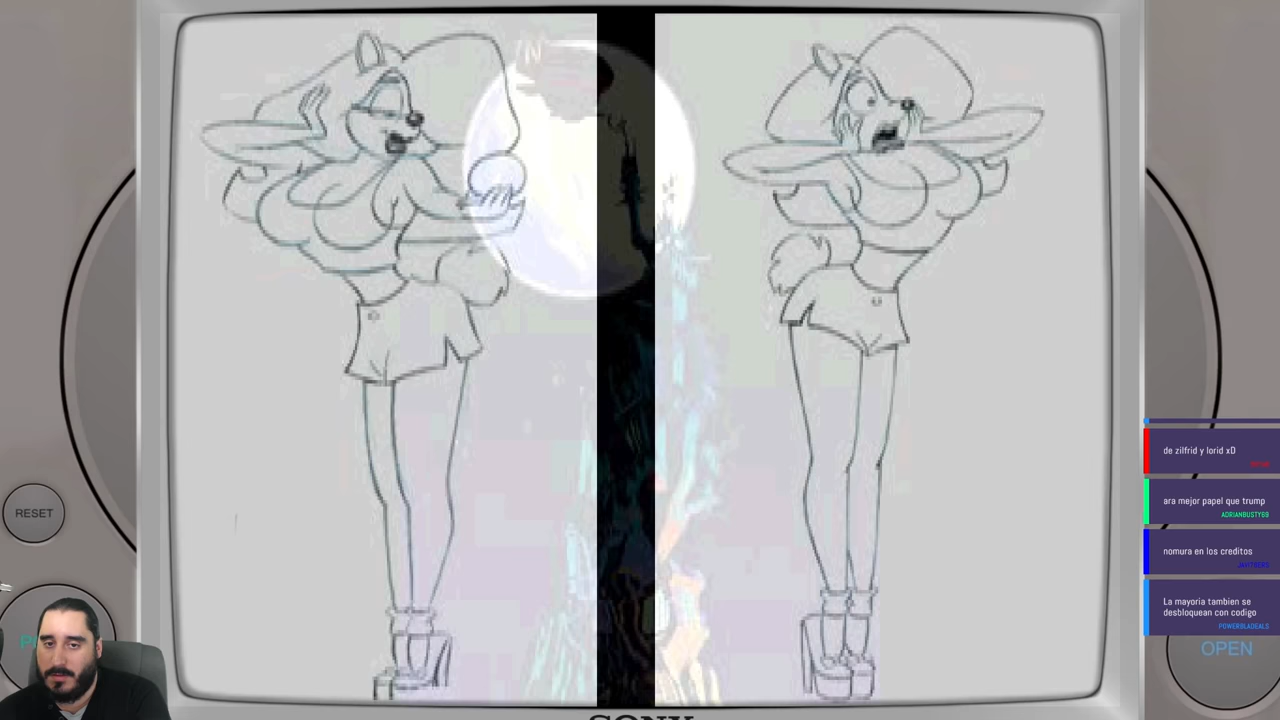 RESET
de zilfrid y lorid xD
ara mejor papel que trump
ADRIANBUSTY88
nomura en los creditos
La mayoria tambien se
desbloquean con codigo
POWERBLADEALS
OPEN
SONY